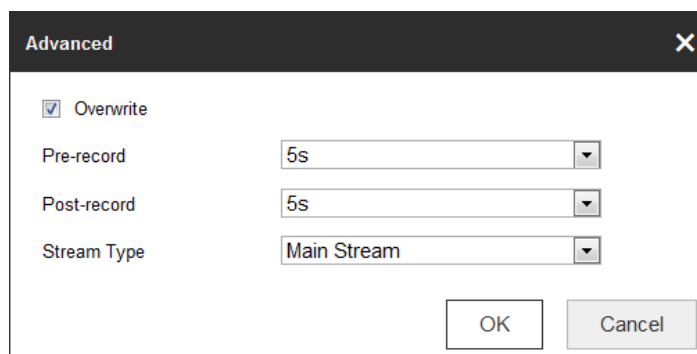 Advanced
Overwrite
Pre-record 5s
Post-record 5s
Stream Type Main Stream
OK Cancel